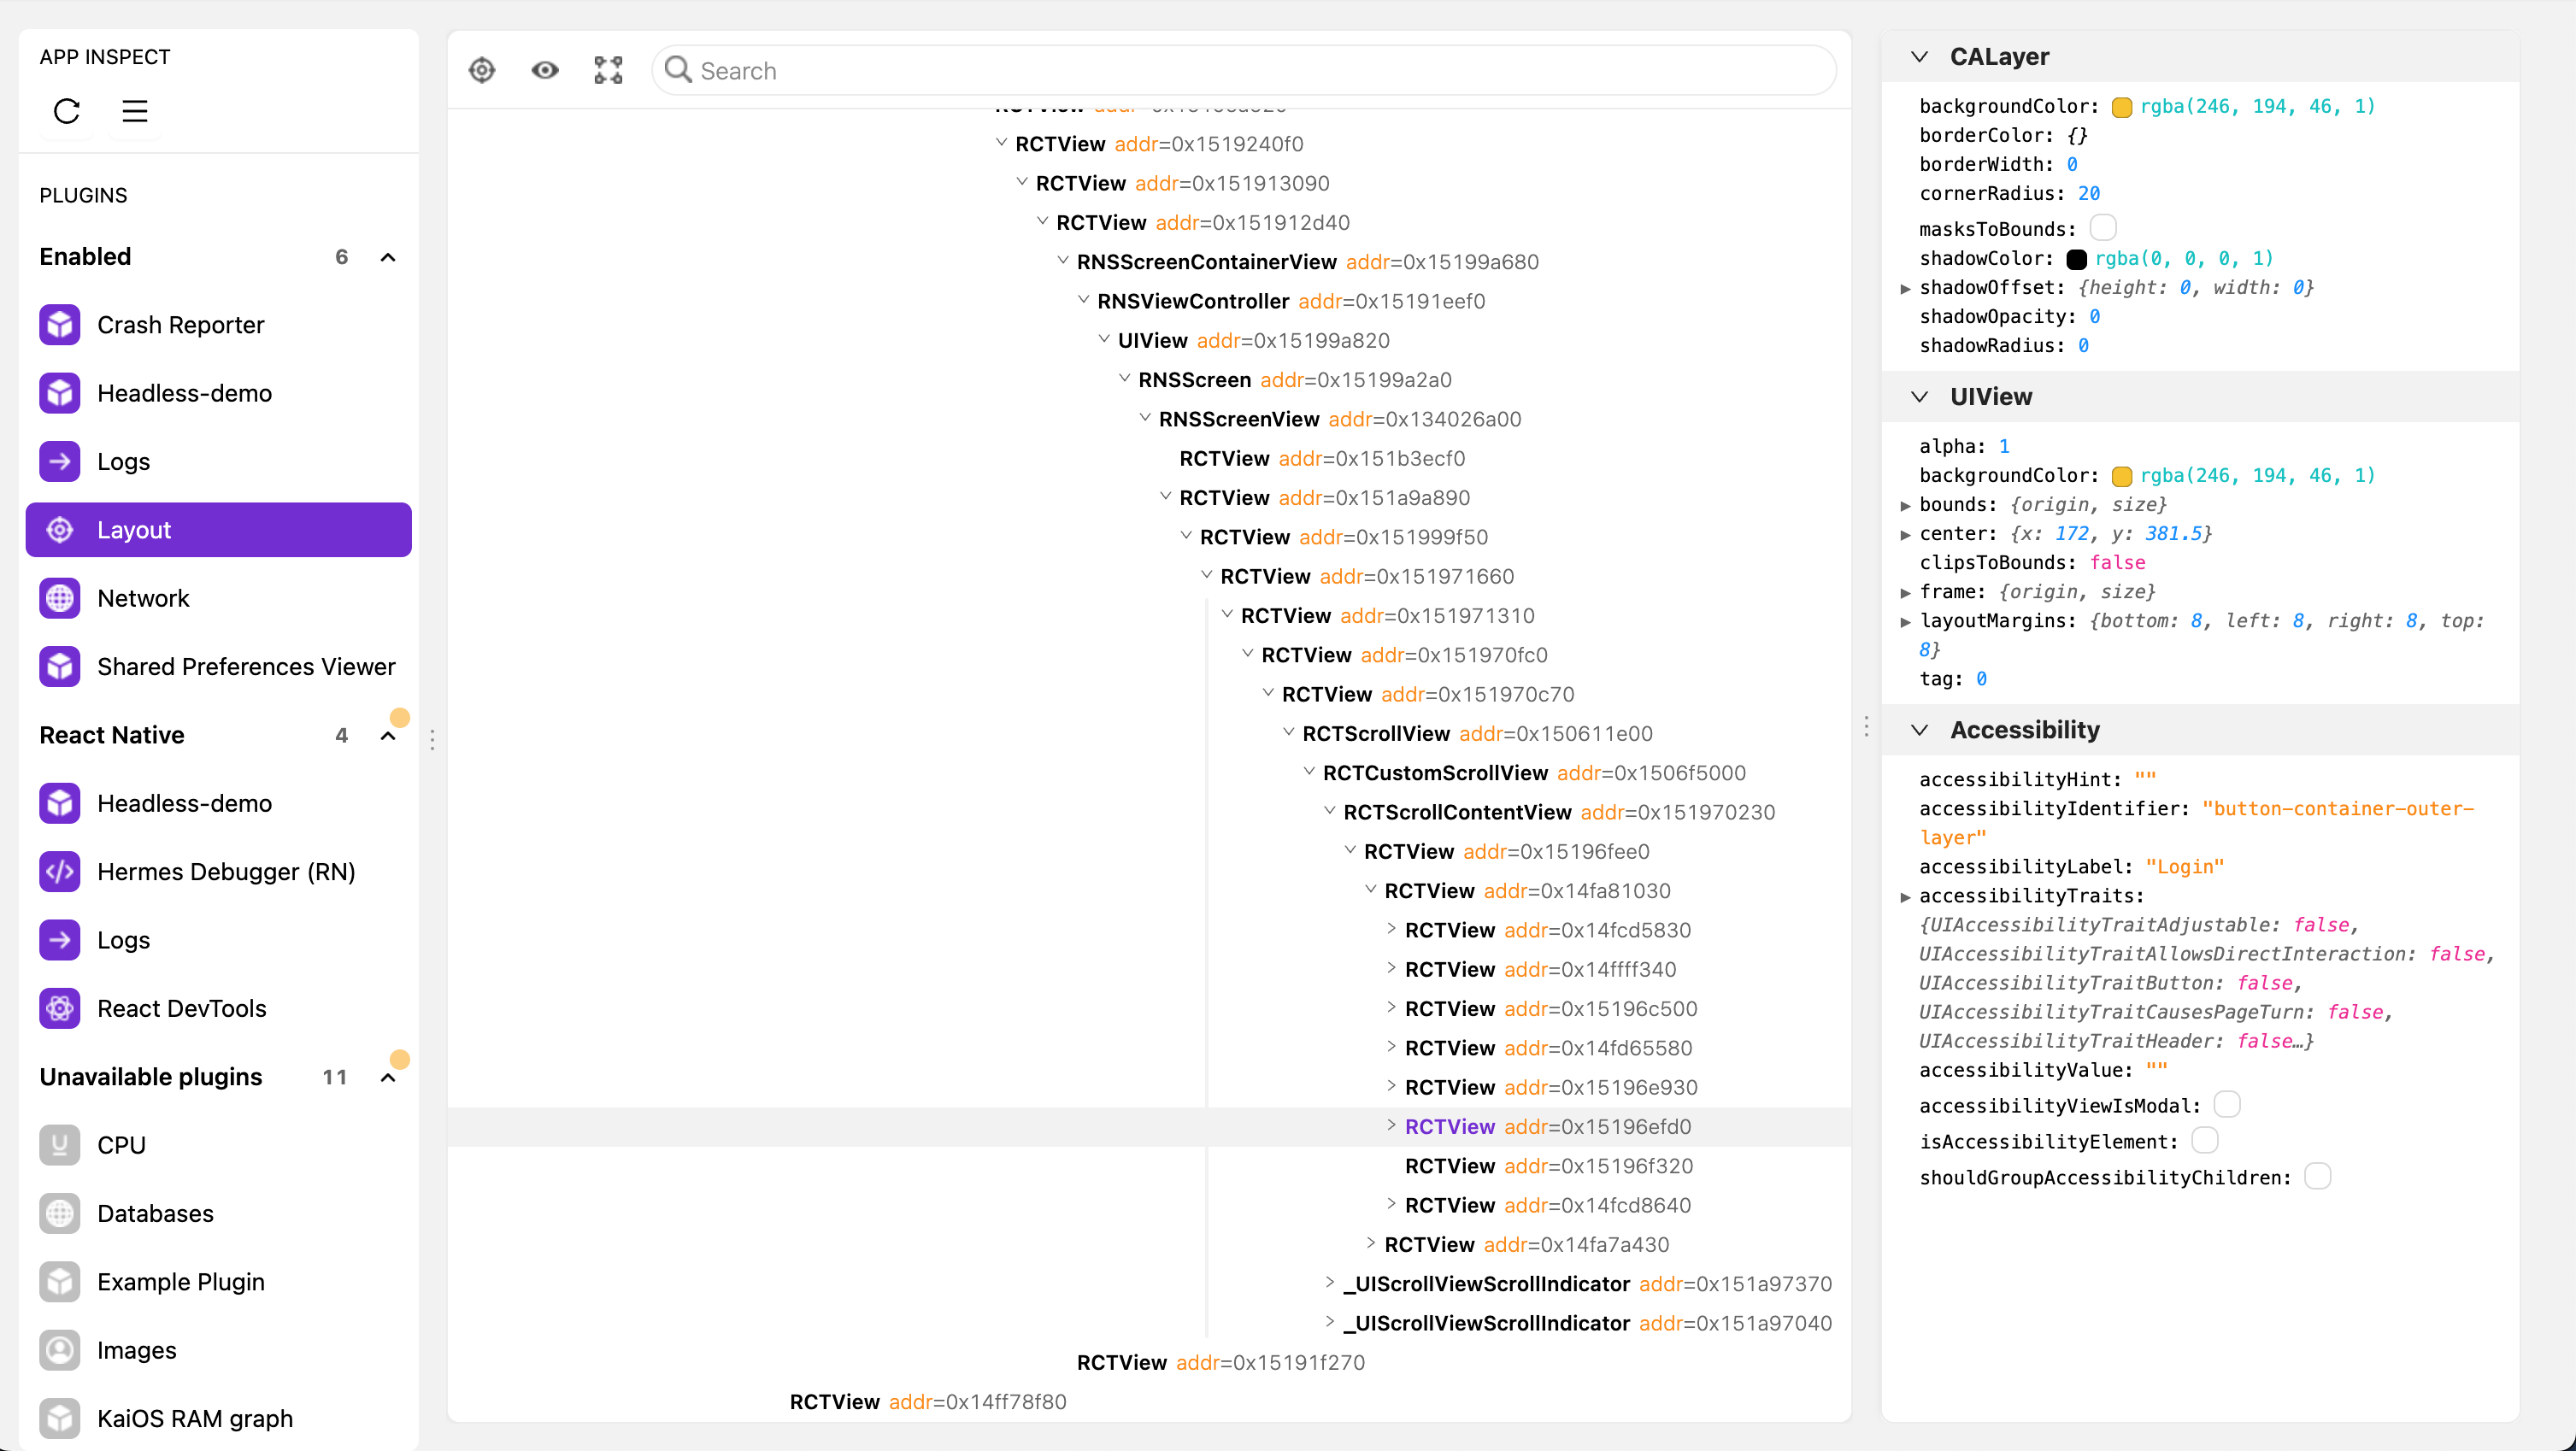 APP INSPECT
PLUGINS
Enabled 6
Crash Reporter
Headless-demo
Logs
Layout
Network
Shared Preferences Viewer
React Native 4
Headless-demo
Hermes Debugger (RN)
Logs
React DevTools
Unavailable plugins 11
CPU
Databases
Example Plugin
Images
KaiOS RAM graph
Search
RCTView addr=0x1519240f0
RCTView addr=0x151913090
RCTView addr=0x151912d40
RNSScreenContainerView addr=0x15199a680
RNSViewController addr=0x15191eef0
UIView addr=0x15199a820
RNSScreen addr=0x15199a2a0
RNSScreenView addr=0x134026a00
RCTView addr=0x151b3ecf0
RCTView addr=0x151a9a890
RCTView addr=0x151999f50
RCTView addr=0x151971660
RCTView addr=0x151971310
RCTView addr=0x151970fc0
RCTView addr=0x151970c70
RCTScrollView addr=0x150611e00
RCTCustomScrollView addr=0x1506f5000
RCTScrollContentView addr=0x151970230
RCTView addr=0x15196fee0
RCTView addr=0x14fa81030
RCTView addr=0x14fcd5830
RCTView addr=0x14ffff340
RCTView addr=0x15196c500
RCTView addr=0x14fd65580
RCTView addr=0x15196e930
RCTView addr=0x15196efd0
RCTView addr=0x15196f320
RCTView addr=0x14fcd8640
RCTView addr=0x14fa7a430
_UIScrollViewScrollIndicator addr=0x151a97370
_UIScrollViewScrollIndicator addr=0x151a97040
RCTView addr=0x15191f270
RCTView addr=0x14ff78f80
CALayer
backgroundColor: rgba(246, 194, 46, 1)
borderColor: {}
borderWidth: 0
cornerRadius: 20
masksToBounds:
shadowColor: rgba(0, 0, 0, 1)
shadowOffset: {height: 0, width: 0}
shadowOpacity: 0
shadowRadius: 0
UIView
alpha: 1
backgroundColor: rgba(246, 194, 46, 1)
bounds: {origin, size}
center: {x: 172, y: 381.5}
clipsToBounds: false
frame: {origin, size}
layoutMargins: {bottom: 8, left: 8, right: 8, top:
8}
tag: 0
Accessibility
accessibilityHint: ""
accessibilityIdentifier: "button-container-outer-
layer"
accessibilityLabel: "Login"
accessibilityTraits:
{UIAccessibilityTraitAdjustable: false,
UIAccessibilityTraitAllowsDirectInteraction: false,
UIAccessibilityTraitButton: false,
UIAccessibilityTraitCausesPageTurn: false,
UIAccessibilityTraitHeader: false…}
accessibilityValue: ""
accessibilityViewIsModal:
isAccessibilityElement:
shouldGroupAccessibilityChildren: